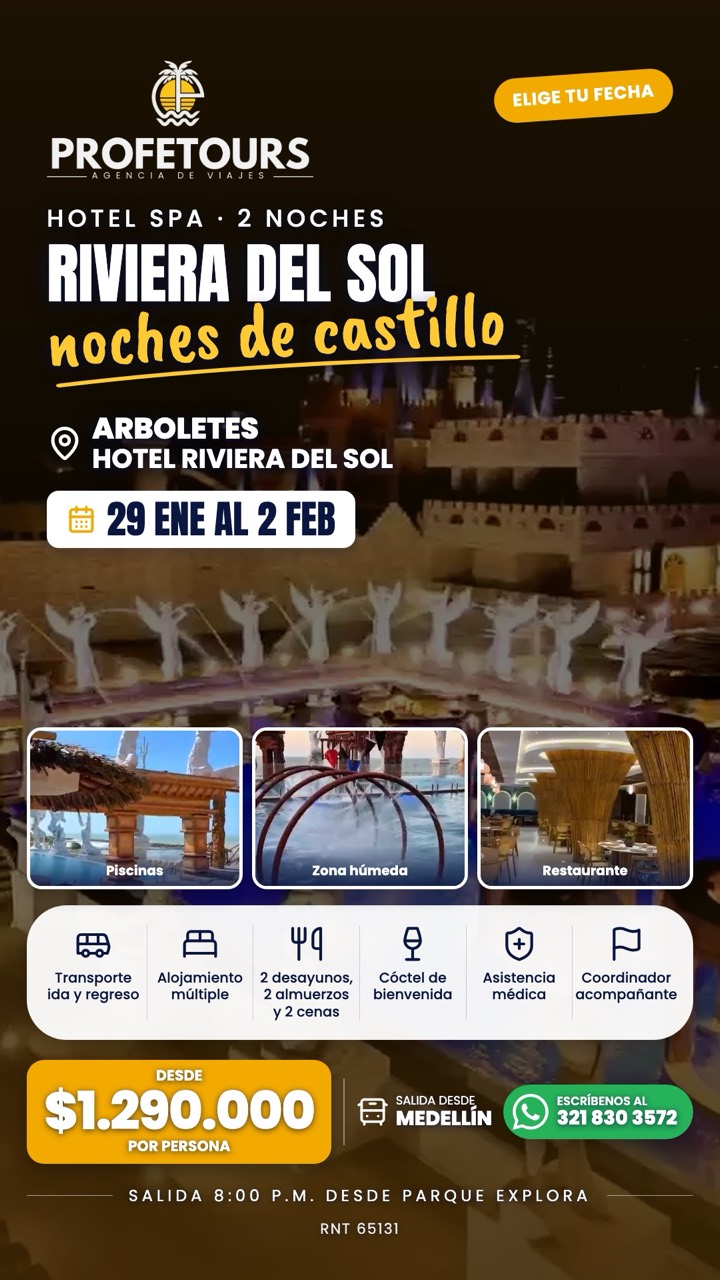 ELIGE TU FECHA
PROFETOURS
AGENCIA DE VIAJES
HOTEL SPA · 2 NOCHES
RIVIERA DEL SOL
noches de castillo
ARBOLETES
HOTEL RIVIERA DEL SOL
29 ENE AL 2 FEB
Piscinas
Zona húmeda
Restaurante
Transporte
ida y regreso
Alojamiento
múltiple
2 desayunos,
2 almuerzos
y 2 cenas
Cóctel de
bienvenida
Asistencia
médica
Coordinador
acompañante
DESDE
$1.290.000
POR PERSONA
SALIDA DESDE
MEDELLÍN
ESCRÍBENOS AL
321 830 3572
SALIDA 8:00 P.M. DESDE PARQUE EXPLORA
RNT 65131